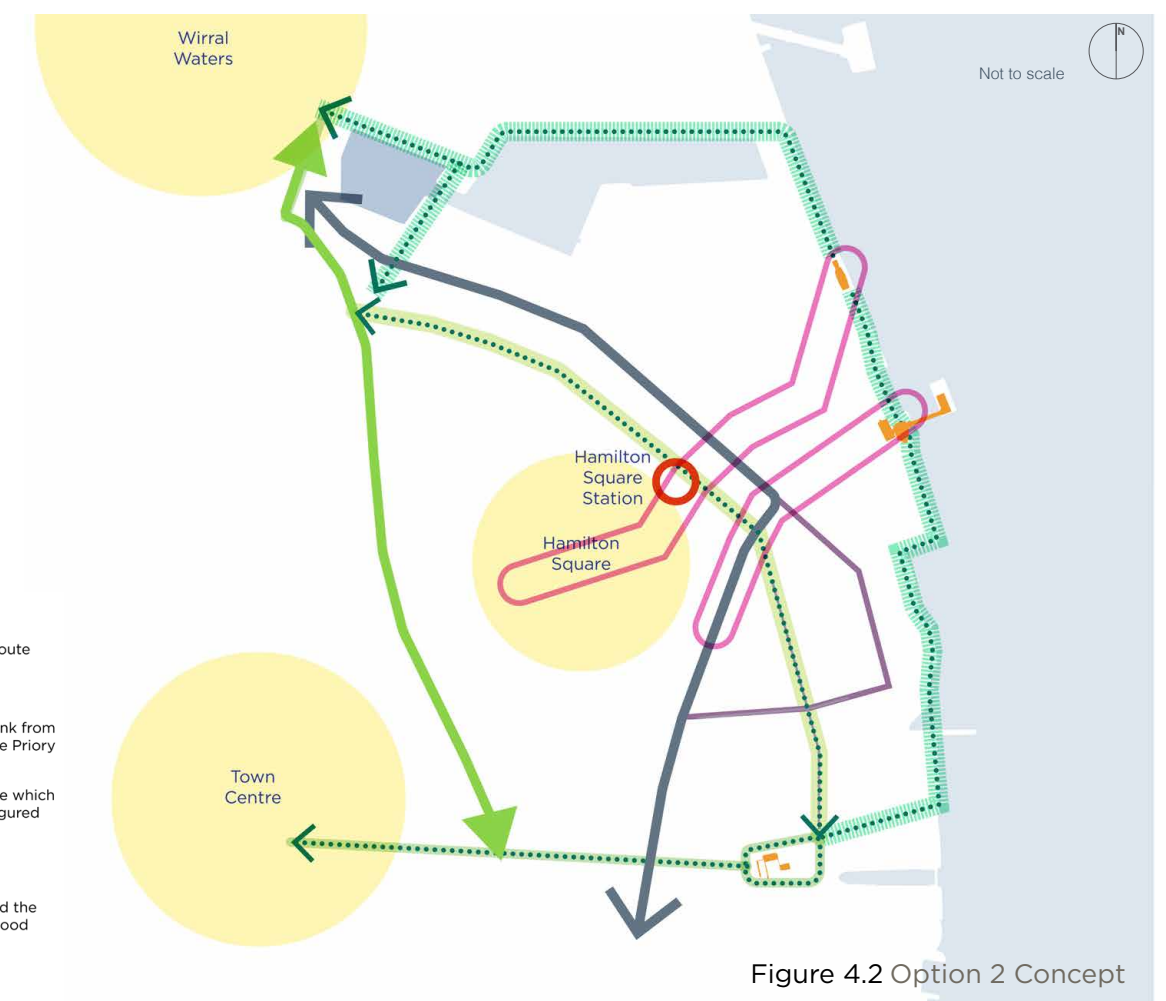 Wirral
Waters
N
Not to scale
Hamilton
Square
Station
Hamilton
Square
Town
Centre
oute
nk from
e Priory
e which
gured
d the
ood
Figure 4.2 Option 2 Concept